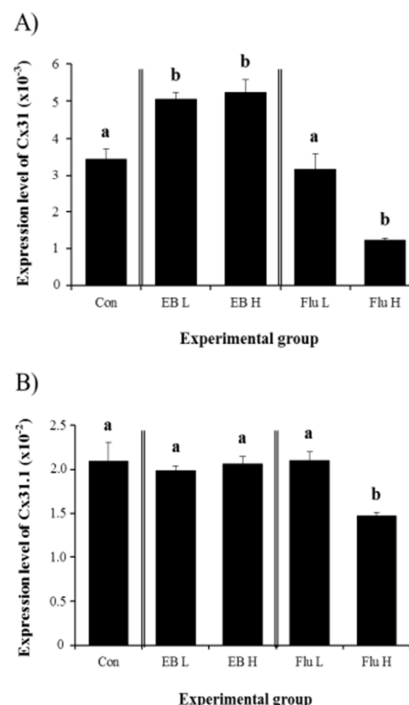 A)
Expression level of Cx31 (x10⁻³)
6
5
4
3
2
1
0
a
b
b
a
b
Con EB L EB H Flu L Flu H
Experimental group
B)
Expression level of Cx31.1 (x10⁻²)
2.5
2.0
1.5
1.0
0.5
0
a
a
a
a
b
Con EB L EB H Flu L Flu H
Experimental group